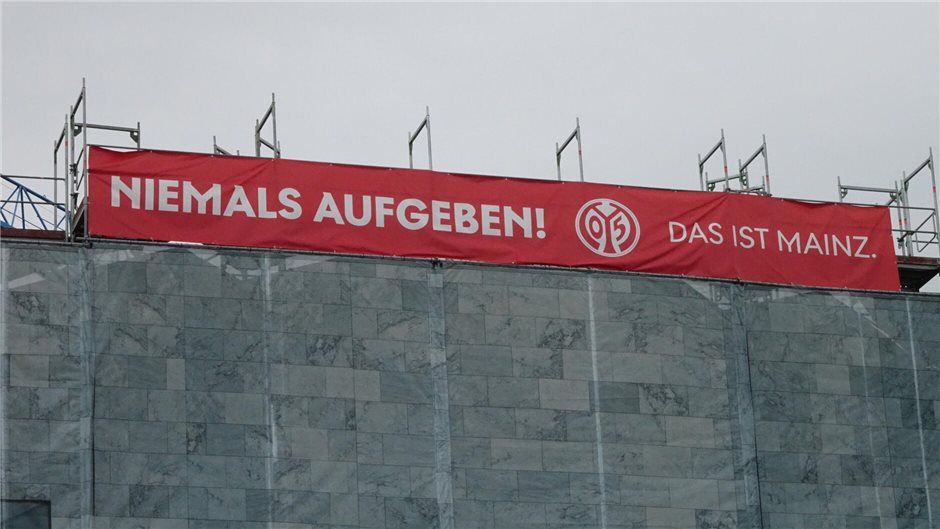 NIEMALS AUFGEBEN! 05 DAS IST MAINZ.